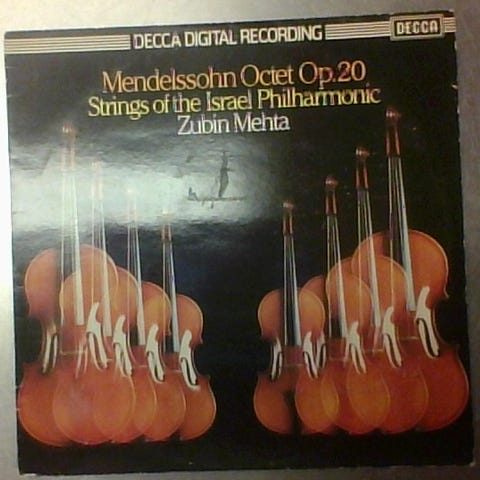 DECCA DIGITAL RECORDING
DECCA
Mendelssohn Octet Op.20
Strings of the Israel Philharmonic
Zubin Mehta